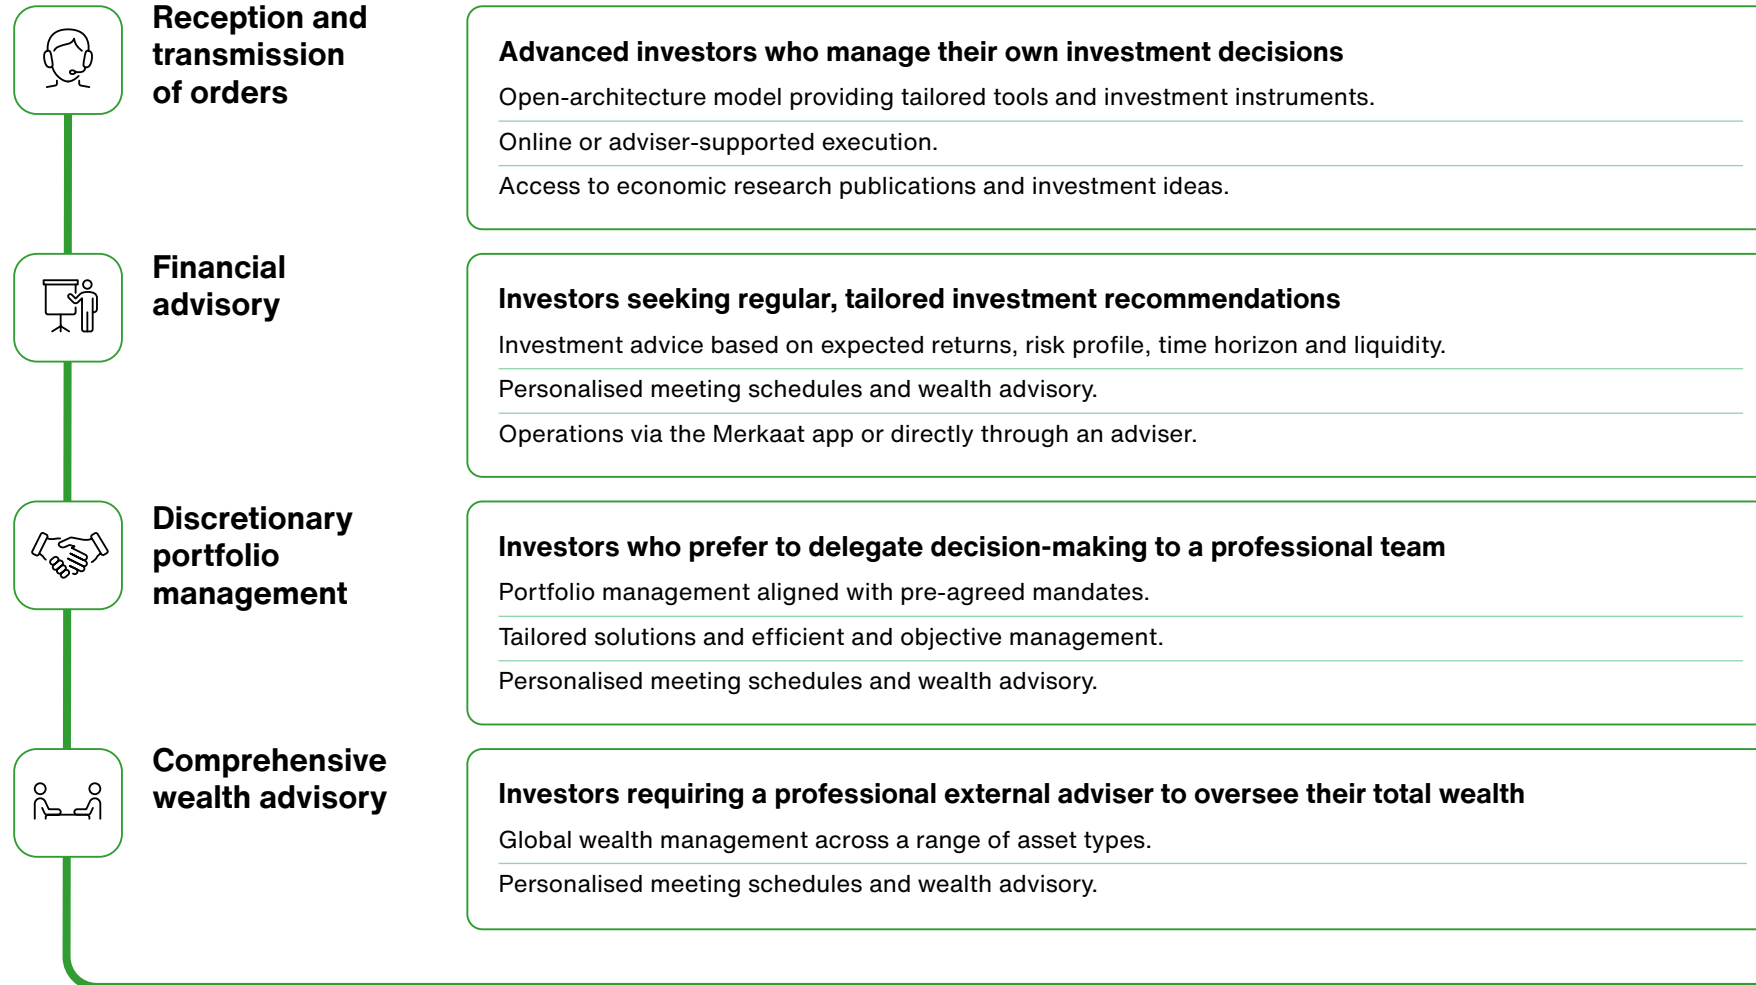 Reception and
transmission
of orders
Advanced investors who manage their own investment decisions
Open-architecture model providing tailored tools and investment instruments.
Online or adviser-supported execution.
Access to economic research publications and investment ideas.
Financial
advisory
Investors seeking regular, tailored investment recommendations
Investment advice based on expected returns, risk profile, time horizon and liquidity.
Personalised meeting schedules and wealth advisory.
Operations via the Merkaat app or directly through an adviser.
Discretionary
portfolio
management
Investors who prefer to delegate decision-making to a professional team
Portfolio management aligned with pre-agreed mandates.
Tailored solutions and efficient and objective management.
Personalised meeting schedules and wealth advisory.
Comprehensive
wealth advisory
Investors requiring a professional external adviser to oversee their total wealth
Global wealth management across a range of asset types.
Personalised meeting schedules and wealth advisory.